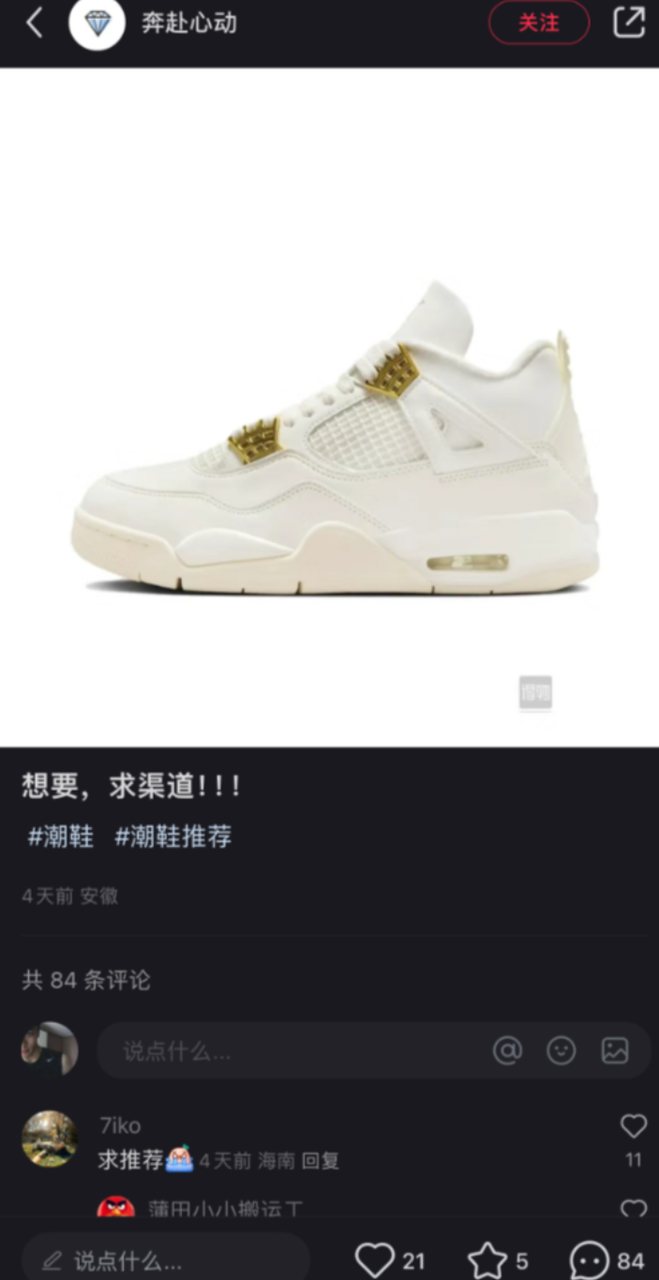 奔赴心动
关注
得物
想要，求渠道!!!
#潮鞋 #潮鞋推荐
4天前 安徽
共 84 条评论
说点什么...
7iko
求推荐 4天前 海南 回复
11
莆田小小搬运工
说点什么...
21
5
84